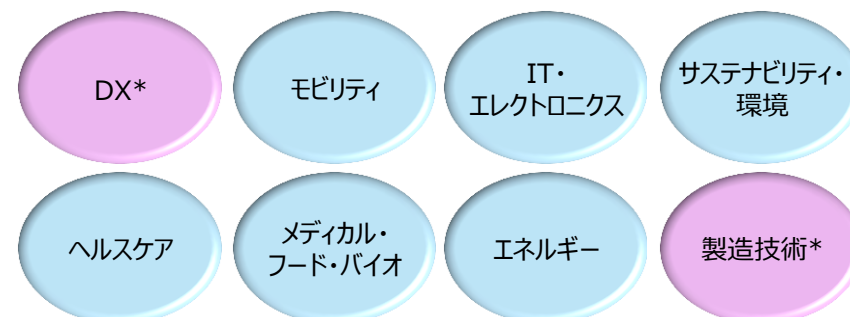 DX*
モビリティ
IT・
エレクトロニクス
サステナビリティ・
環境
ヘルスケア
メディカル・
フード・バイオ
エネルギー
製造技術*